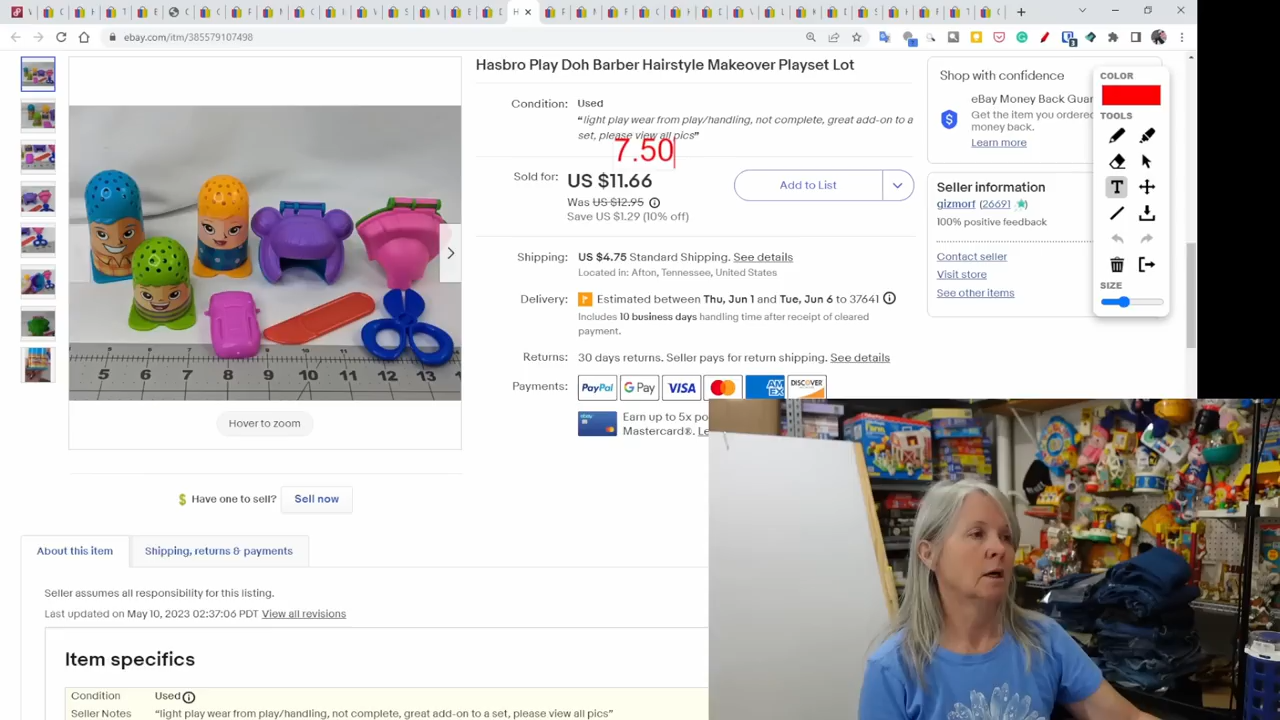 ebay.com/itm/385579107498
Hasbro Play Doh Barber Hairstyle Makeover Playset Lot
Condition:
Used
“light play wear from play/handling, not complete, great add-on to a
set, please view all pics”
7.50
Sold for:
US $11.66
Was US $12.95
Save US $1.29 (10% off)
Add to List
Shipping:
US $4.75 Standard Shipping. See details
Located in: Afton, Tennessee, United States
Delivery:
Estimated between Thu, Jun 1 and Tue, Jun 6 to 37641
Includes 10 business days handling time after receipt of cleared
payment.
Returns:
30 days returns. Seller pays for return shipping. See details
Payments:
PayPal
G Pay
VISA
AM
EX
DISCOVER
Earn up to 5x po
Mastercard®. Le
Shop with confidence
eBay Money Back Guar
Get the item you ordered
money back.
Learn more
Seller information
gizmorf (26691)
100% positive feedback
Contact seller
Visit store
See other items
COLOR
TOOLS
T
SIZE
5 6 7 8 9 10 11 12 13
Hover to zoom
Have one to sell?
Sell now
About this item
Shipping, returns & payments
Seller assumes all responsibility for this listing.
Last updated on May 10, 2023 02:37:06 PDT View all revisions
Item specifics
Condition
Used
Seller Notes
“light play wear from play/handling, not complete, great add-on to a set, please view all pics”